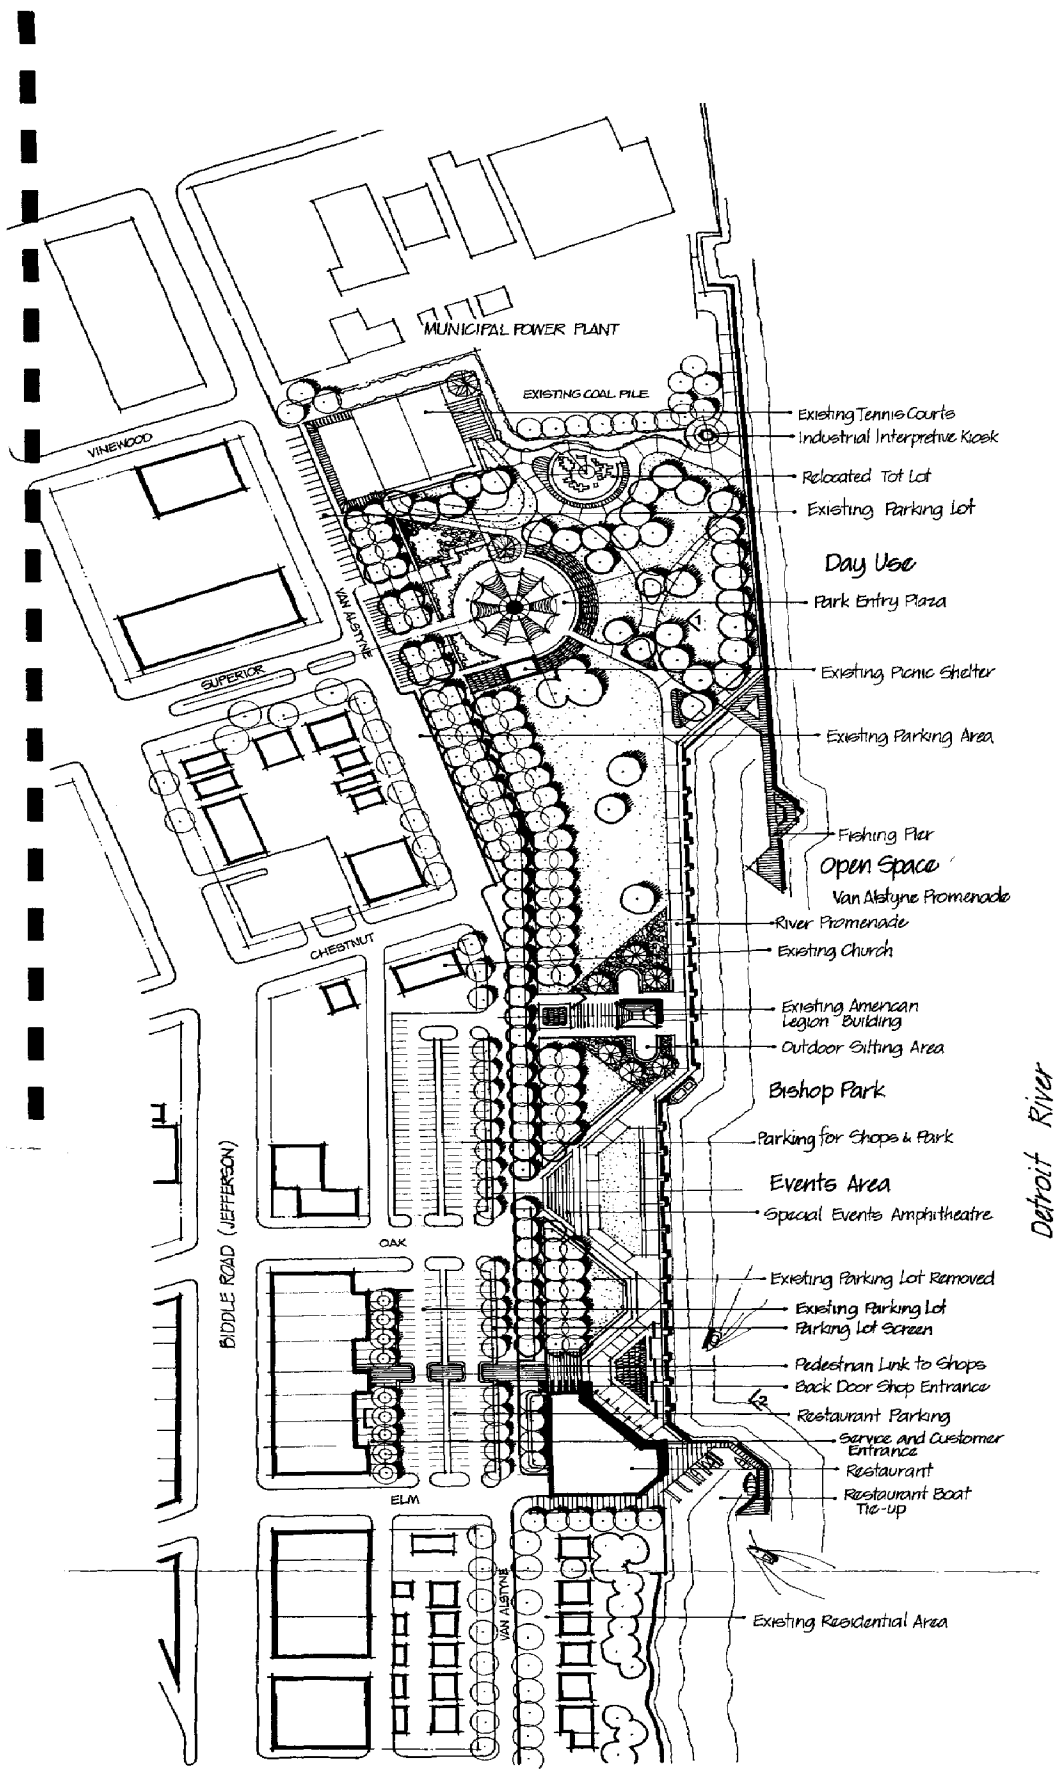 MUNICIPAL POWER PLANT
EXISTING COAL PILE
Existing Tennis Courts
Industrial Interpretive Kiosk
VINEWOOD
Relocated Tot Lot
Existing Parking Lot
Day Use
Park Entry Plaza
VAN ALSTYNE
SUPERIOR
Existing Picnic Shelter
Existing Parking Area
Fishing Pier
Open Space
Van Alstyne Promenade
River Promenade
CHESTNUT
Existing Church
Existing American
Legion Building
Outdoor Sitting Area
Bishop Park
Detroit River
Parking for Shops & Park
Events Area
Special Events Amphitheatre
BIDDLE ROAD (JEFFERSON)
OAK
Existing Parking Lot Removed
Existing Parking Lot
Parking Lot Screen
Pedestrian Link to Shops
Back Door Shop Entrance
Restaurant Parking
Service and Customer
Entrance
Restaurant
ELM
Restaurant Boat
Tie-up
VAN ALSTYNE
Existing Residential Area